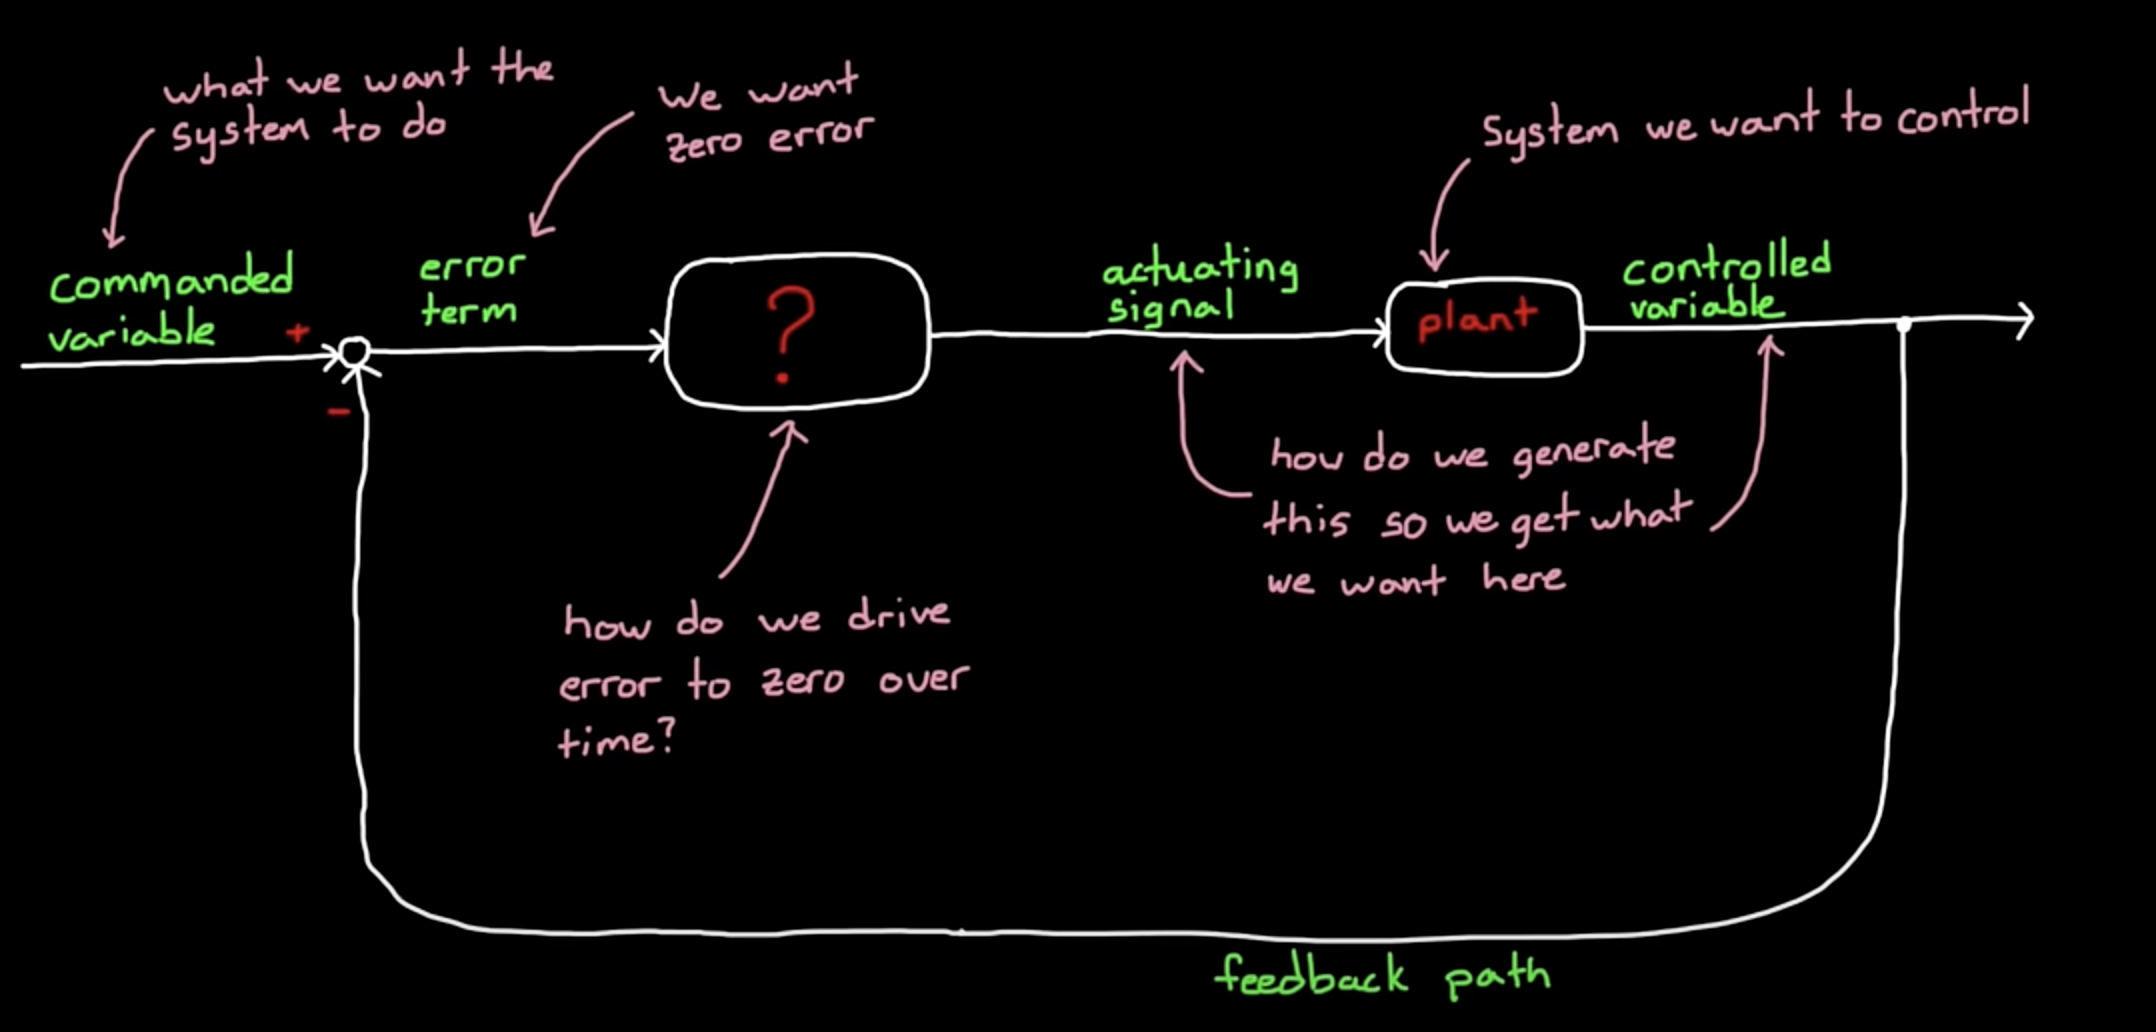 what we want the
system to do
we want
zero error
System we want to control
commanded
variable
+
-
error
term
?
actuating
signal
plant
controlled
variable
how do we generate
this so we get what
we want here
how do we drive
error to zero over
time?
feedback path